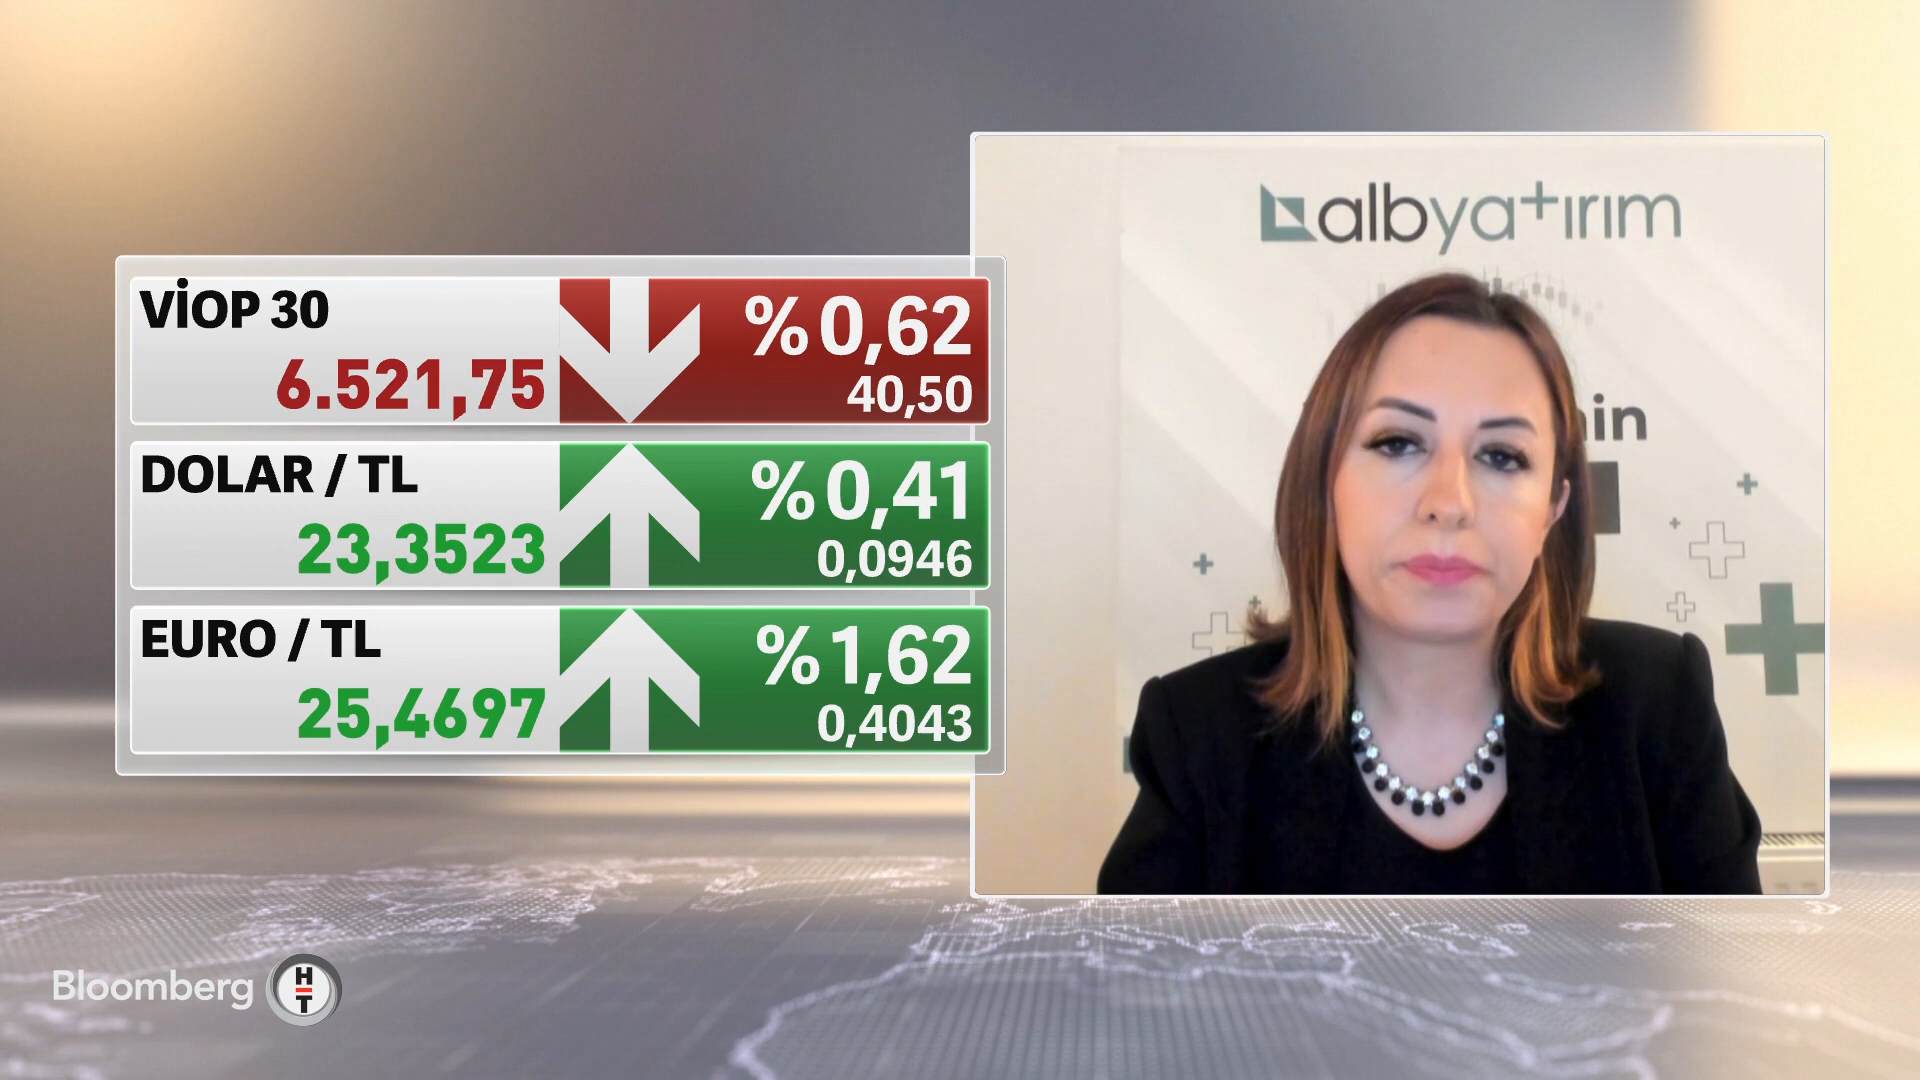 VİOP 30
6.521,75
%0,62
40,50
DOLAR / TL
23,3523
%0,41
0,0946
EURO / TL
25,4697
%1,62
0,4043
albyatırım
in
Bloomberg HT